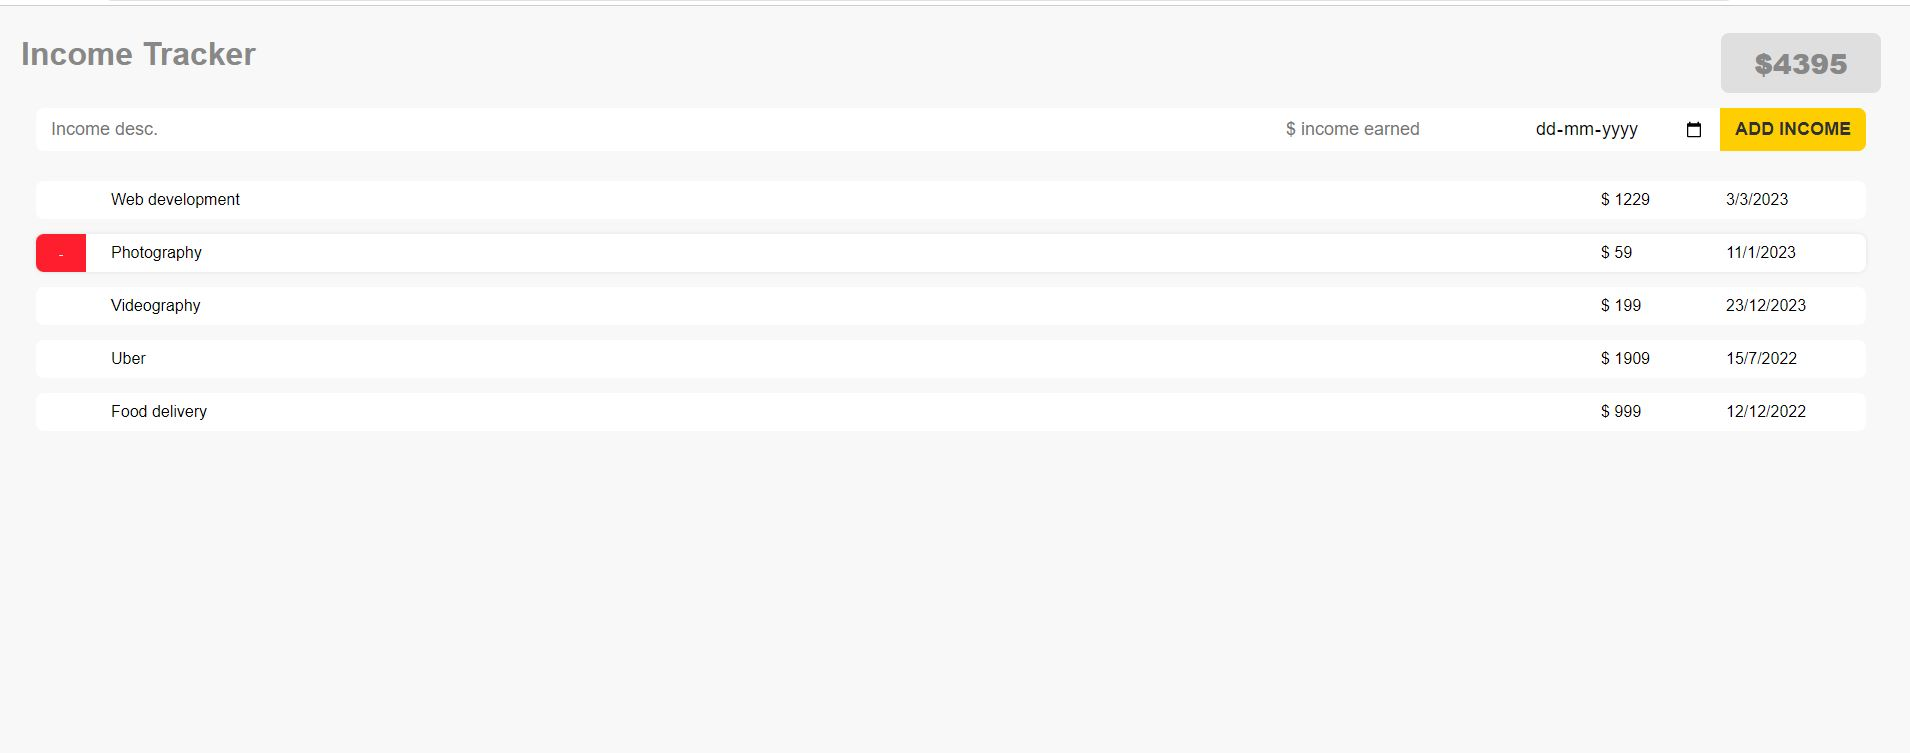 Income Tracker
$4395
Income desc. $ income earned dd-mm-yyyy ADD INCOME
Web development $ 1229 3/3/2023
- Photography $ 59 11/1/2023
Videography $ 199 23/12/2023
Uber $ 1909 15/7/2022
Food delivery $ 999 12/12/2022